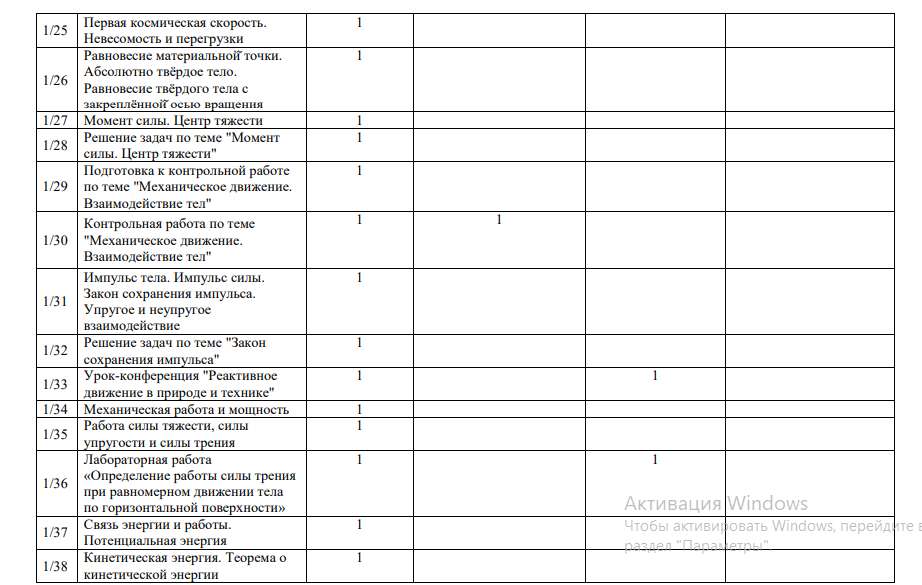 1/25
Первая космическая скорость.
Невесомость и перегрузки
1
1/26
Равновесие материальной точки.
Абсолютно твёрдое тело.
Равновесие твёрдого тела с
закреплённой осью вращения
1
1/27
Момент силы. Центр тяжести
1
1/28
Решение задач по теме "Момент
силы. Центр тяжести"
1
1/29
Подготовка к контрольной работе
по теме "Механическое движение.
Взаимодействие тел"
1
1/30
Контрольная работа по теме
"Механическое движение.
Взаимодействие тел"
1
1
1/31
Импульс тела. Импульс силы.
Закон сохранения импульса.
Упругое и неупругое
взаимодействие
1
1/32
Решение задач по теме "Закон
сохранения импульса"
1
1/33
Урок-конференция "Реактивное
движение в природе и технике"
1
1
1/34
Механическая работа и мощность
1
1/35
Работа силы тяжести, силы
упругости и силы трения
1
1/36
Лабораторная работа
«Определение работы силы трения
при равномерном движении тела
по горизонтальной поверхности»
1
1
1/37
Связь энергии и работы.
Потенциальная энергия
1
1/38
Кинетическая энергия. Теорема о
кинетической энергии
1
Активация Windows
Чтобы активировать Windows, перейдите в
раздел "Параметры".